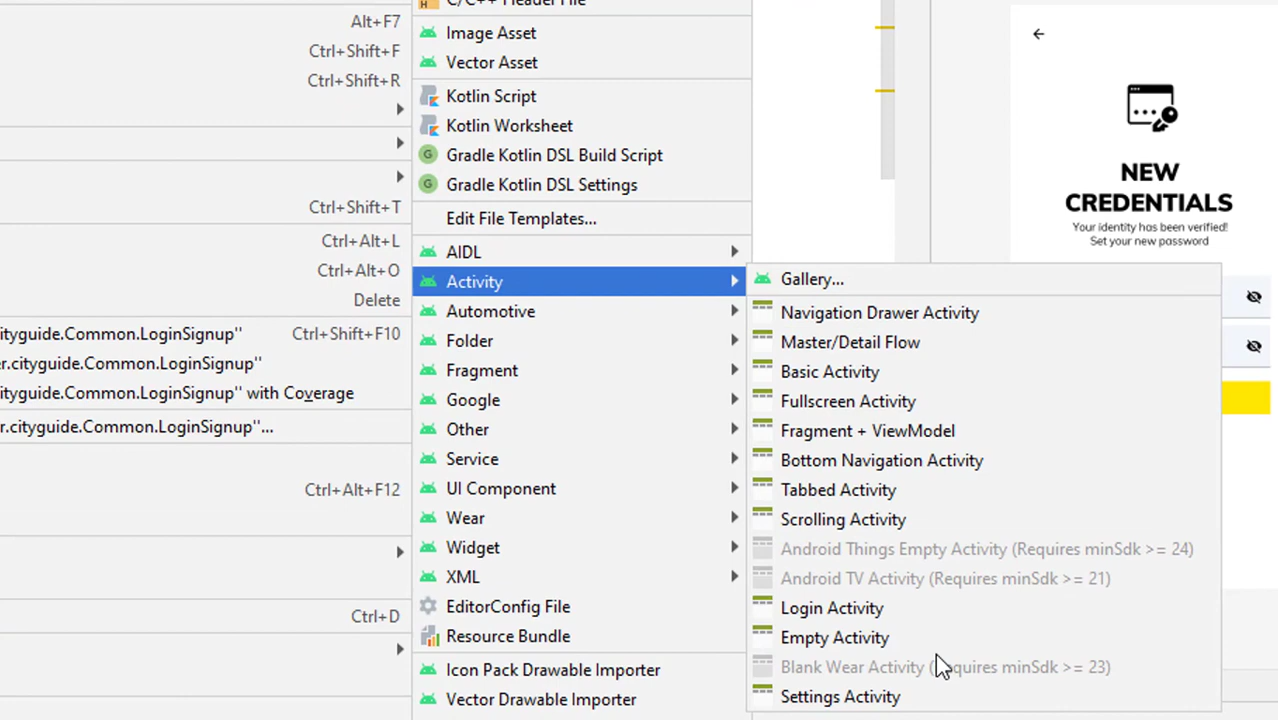 Alt+F7
Ctrl+Shift+F
Ctrl+Shift+R
Ctrl+Shift+T
Ctrl+Alt+L
Ctrl+Alt+O
Delete
cityguide.Common.LoginSignup'' Ctrl+Shift+F10
r.cityguide.Common.LoginSignup''
cityguide.Common.LoginSignup'' with Coverage
r.cityguide.Common.LoginSignup''...
Ctrl+Alt+F12
Ctrl+D
C/C++ Header File
Image Asset
Vector Asset
Kotlin Script
Kotlin Worksheet
G Gradle Kotlin DSL Build Script
G Gradle Kotlin DSL Settings
Edit File Templates...
AIDL
Activity
Automotive
Folder
Fragment
Google
Other
Service
UI Component
Wear
Widget
XML
EditorConfig File
Resource Bundle
Icon Pack Drawable Importer
Vector Drawable Importer
Gallery...
Navigation Drawer Activity
Master/Detail Flow
Basic Activity
Fullscreen Activity
Fragment + ViewModel
Bottom Navigation Activity
Tabbed Activity
Scrolling Activity
Android Things Empty Activity (Requires minSdk >= 24)
Android TV Activity (Requires minSdk >= 21)
Login Activity
Empty Activity
Blank Wear Activity (Requires minSdk >= 23)
Settings Activity
NEW
CREDENTIALS
Your identity has been verified!
Set your new password